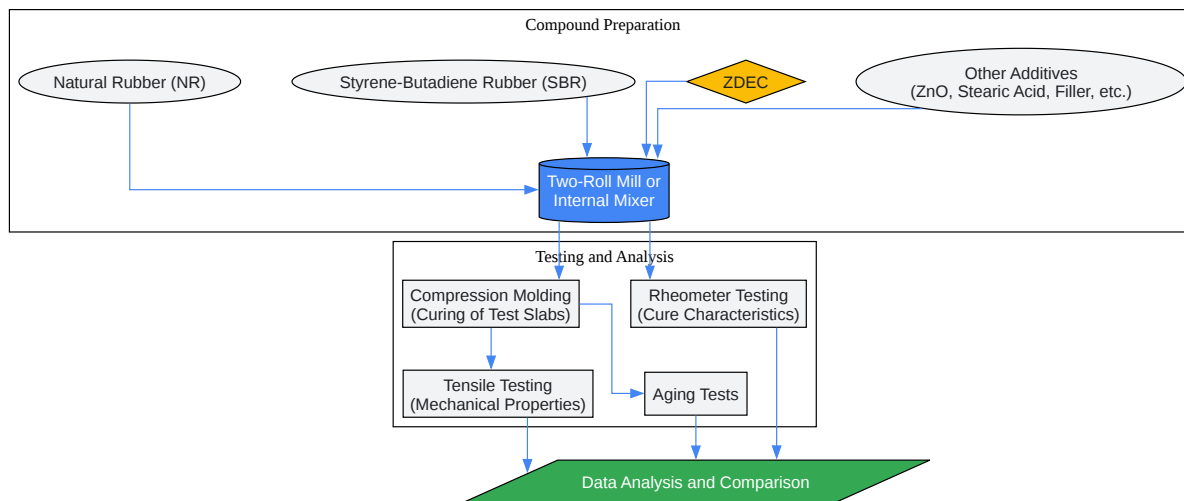 Compound Preparation
Natural Rubber (NR)
Styrene-Butadiene Rubber (SBR)
ZDEC
Other Additives
(ZnO, Stearic Acid, Filler, etc.)
Two-Roll Mill or
Internal Mixer
Testing and Analysis
Compression Molding
(Curing of Test Slabs)
Rheometer Testing
(Cure Characteristics)
Tensile Testing
(Mechanical Properties)
Aging Tests
Data Analysis and Comparison